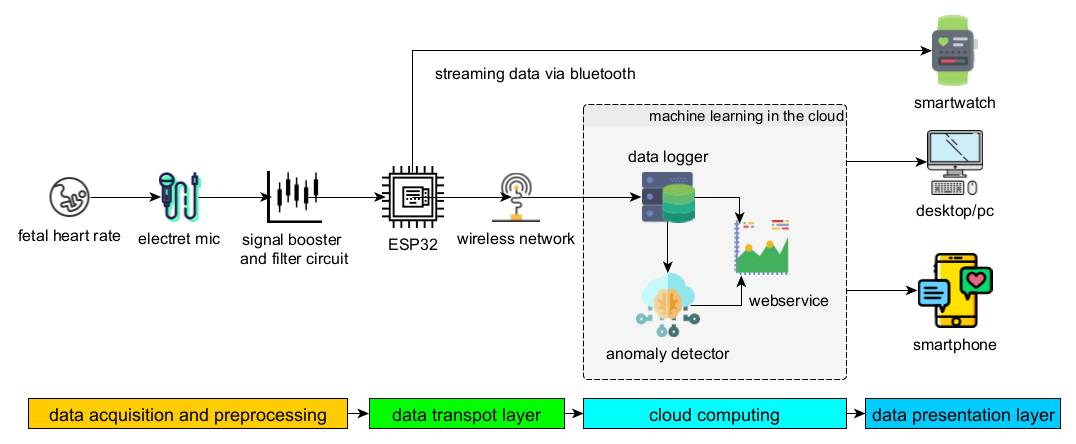 streaming data via bluetooth
smartwatch
machine learning in the cloud
data logger
desktop/pc
fetal heart rate
electret mic
signal booster
and filter circuit
ESP32
wireless network
webservice
anomaly detector
smartphone
data acquisition and preprocessing
data transpot layer
cloud computing
data presentation layer